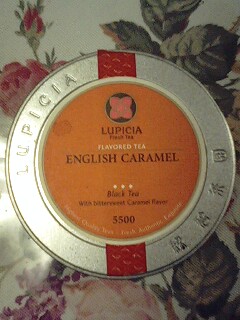 LUPICIA
LUPICIA
Fresh Tea
FLAVORED TEA
ENGLISH CARAMEL
Black Tea
With bittersweet Caramel flavor
5500